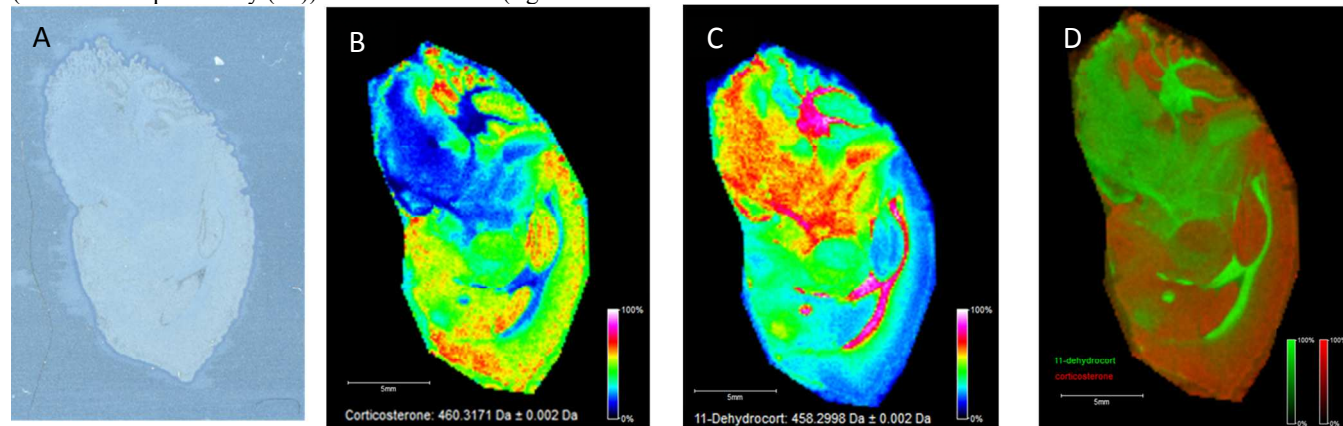 A
B
C
D
100%
0%
5mm
Corticosterone: 460.3171 Da ± 0.002 Da
100%
0%
5mm
11-Dehydrocort: 458.2998 Da ± 0.002 Da
11-dehydrocort
corticosterone
5mm
100%
100%
0%
0%